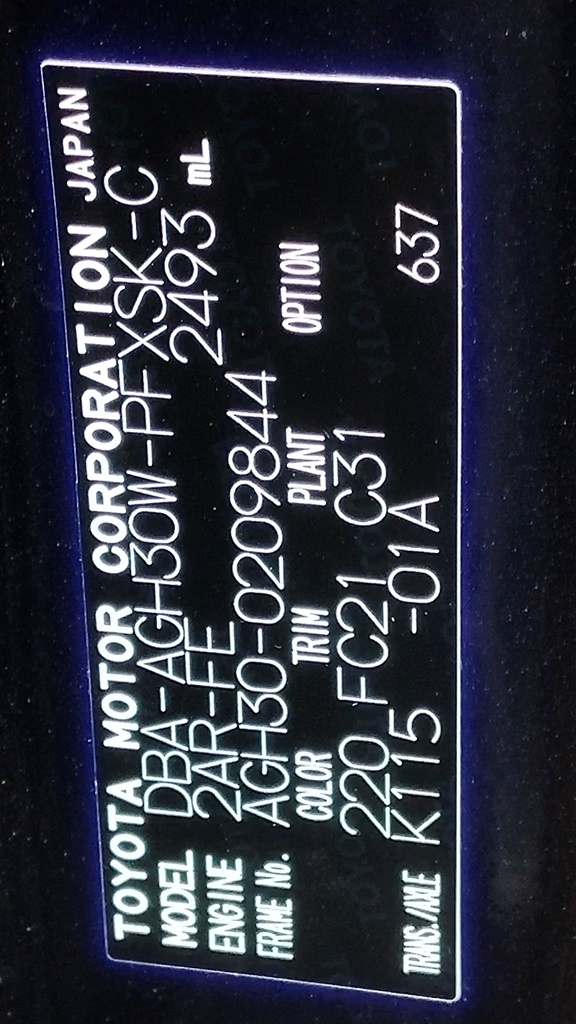 TOYOTA MOTOR CORPORATION JAPAN
MODEL DBA-AGH30W-PFXSK-C
ENGINE 2AR-FE 2493 mL
FRAME No. AGH30-0209844
COLOR TRIM PLANT OPTION
220 FC21 C31
TRANS./AXLE K115 -01A 637